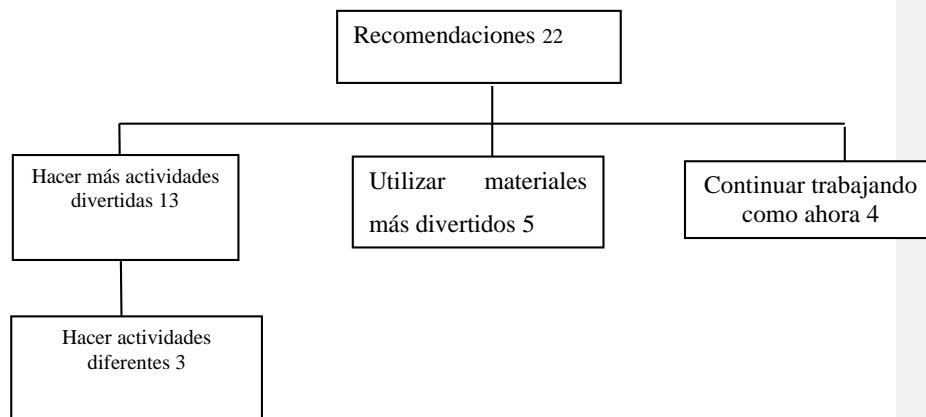 Recomendaciones 22
Hacer más actividades
divertidas 13
Utilizar materiales
más divertidos 5
Continuar trabajando
como ahora 4
Hacer actividades
diferentes 3